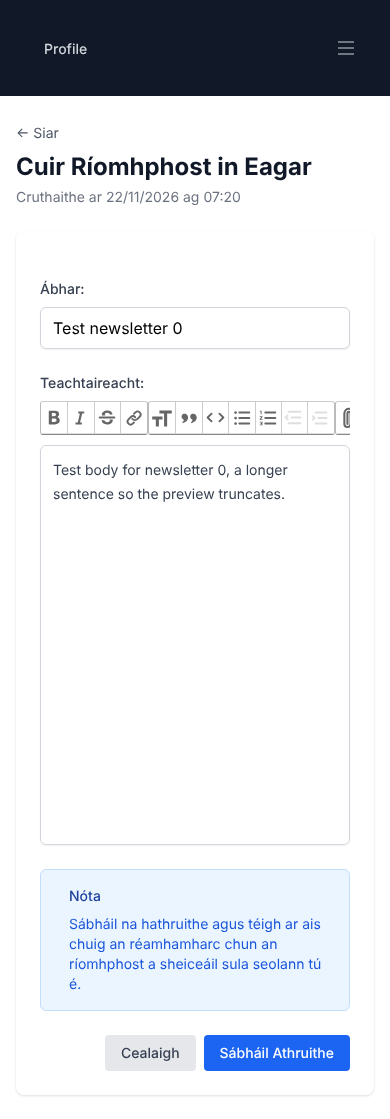 Profile
← Siar
Cuir Ríomhphost in Eagar
Cruthaithe ar 22/11/2026 ag 07:20
Ábhar:
Test newsletter 0
Teachtaireacht:
Test body for newsletter 0, a longer
sentence so the preview truncates.
Nóta
Sábháil na hathruithe agus téigh ar ais
chuig an réamhamharc chun an
ríomhphost a sheiceáil sula seolann tú
é.
Cealaigh
Sábháil Athruithe